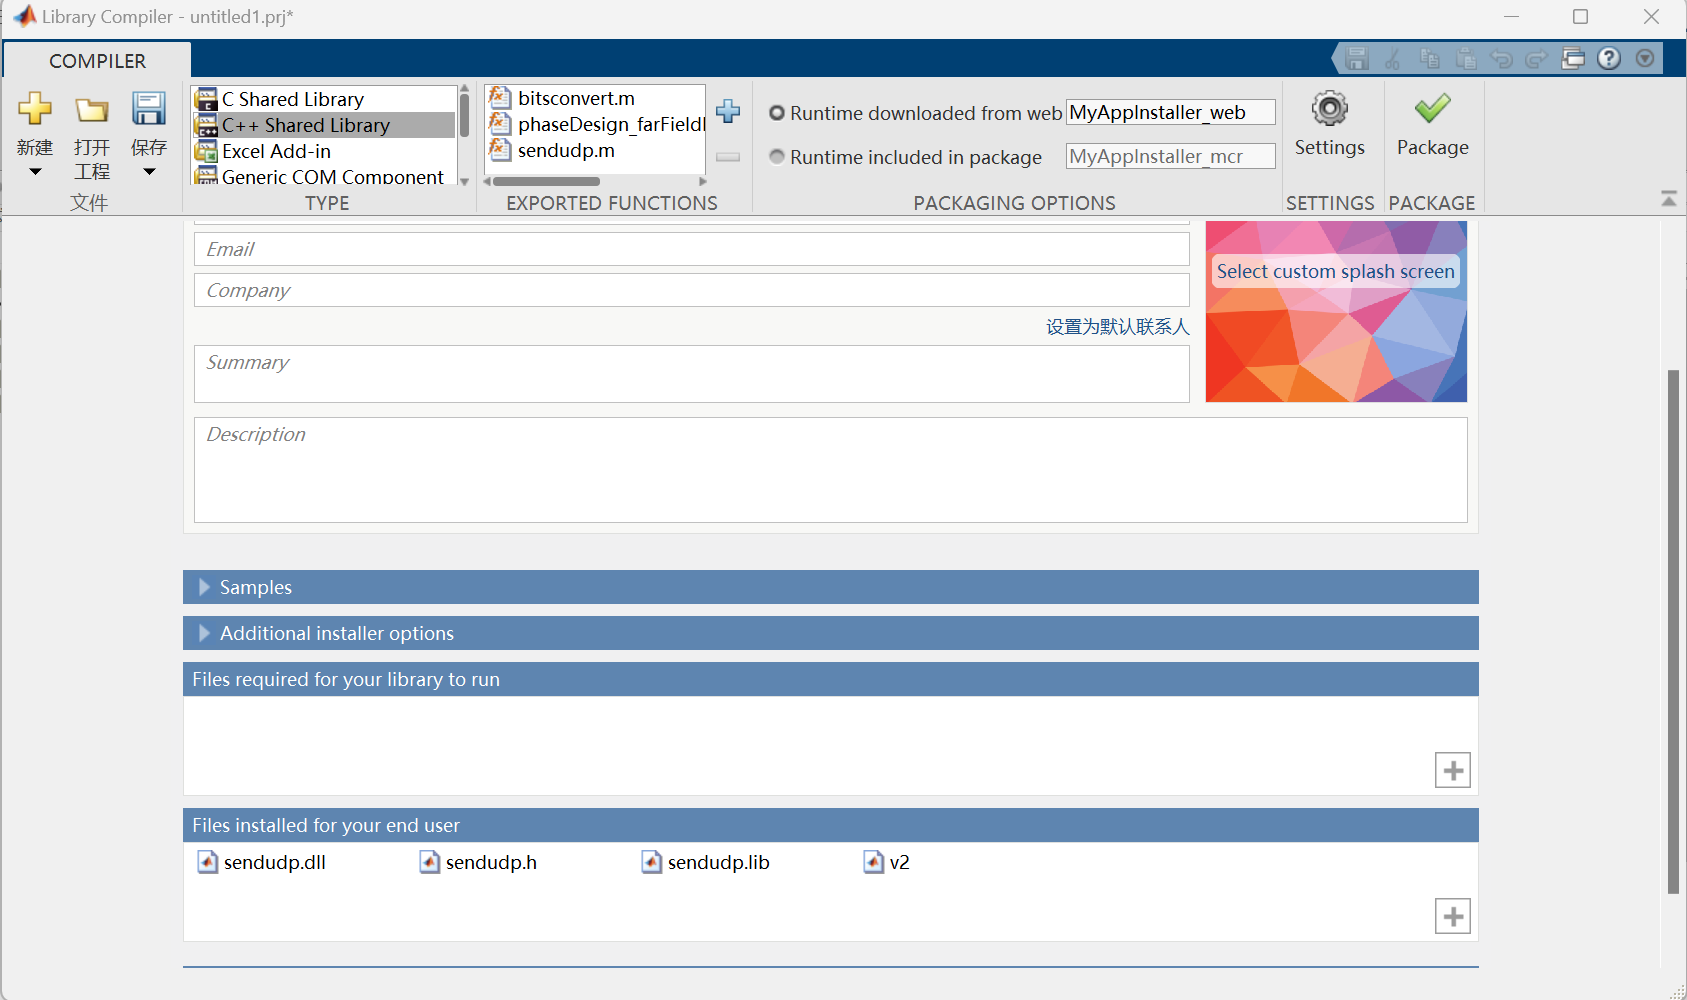 Library Compiler - untitled1.prj*
COMPILER
新建
打开
工程
保存
文件
C Shared Library
C++ Shared Library
Excel Add-in
Generic COM Component
TYPE
bitsconvert.m
phaseDesign_farField
sendudp.m
EXPORTED FUNCTIONS
Runtime downloaded from web MyAppInstaller_web
Runtime included in package MyAppInstaller_mcr
PACKAGING OPTIONS
Settings
SETTINGS
Package
PACKAGE
Email
Company
设置为默认联系人
Summary
Select custom splash screen
Description
Samples
Additional installer options
Files required for your library to run
Files installed for your end user
sendudp.dll sendudp.h sendudp.lib v2